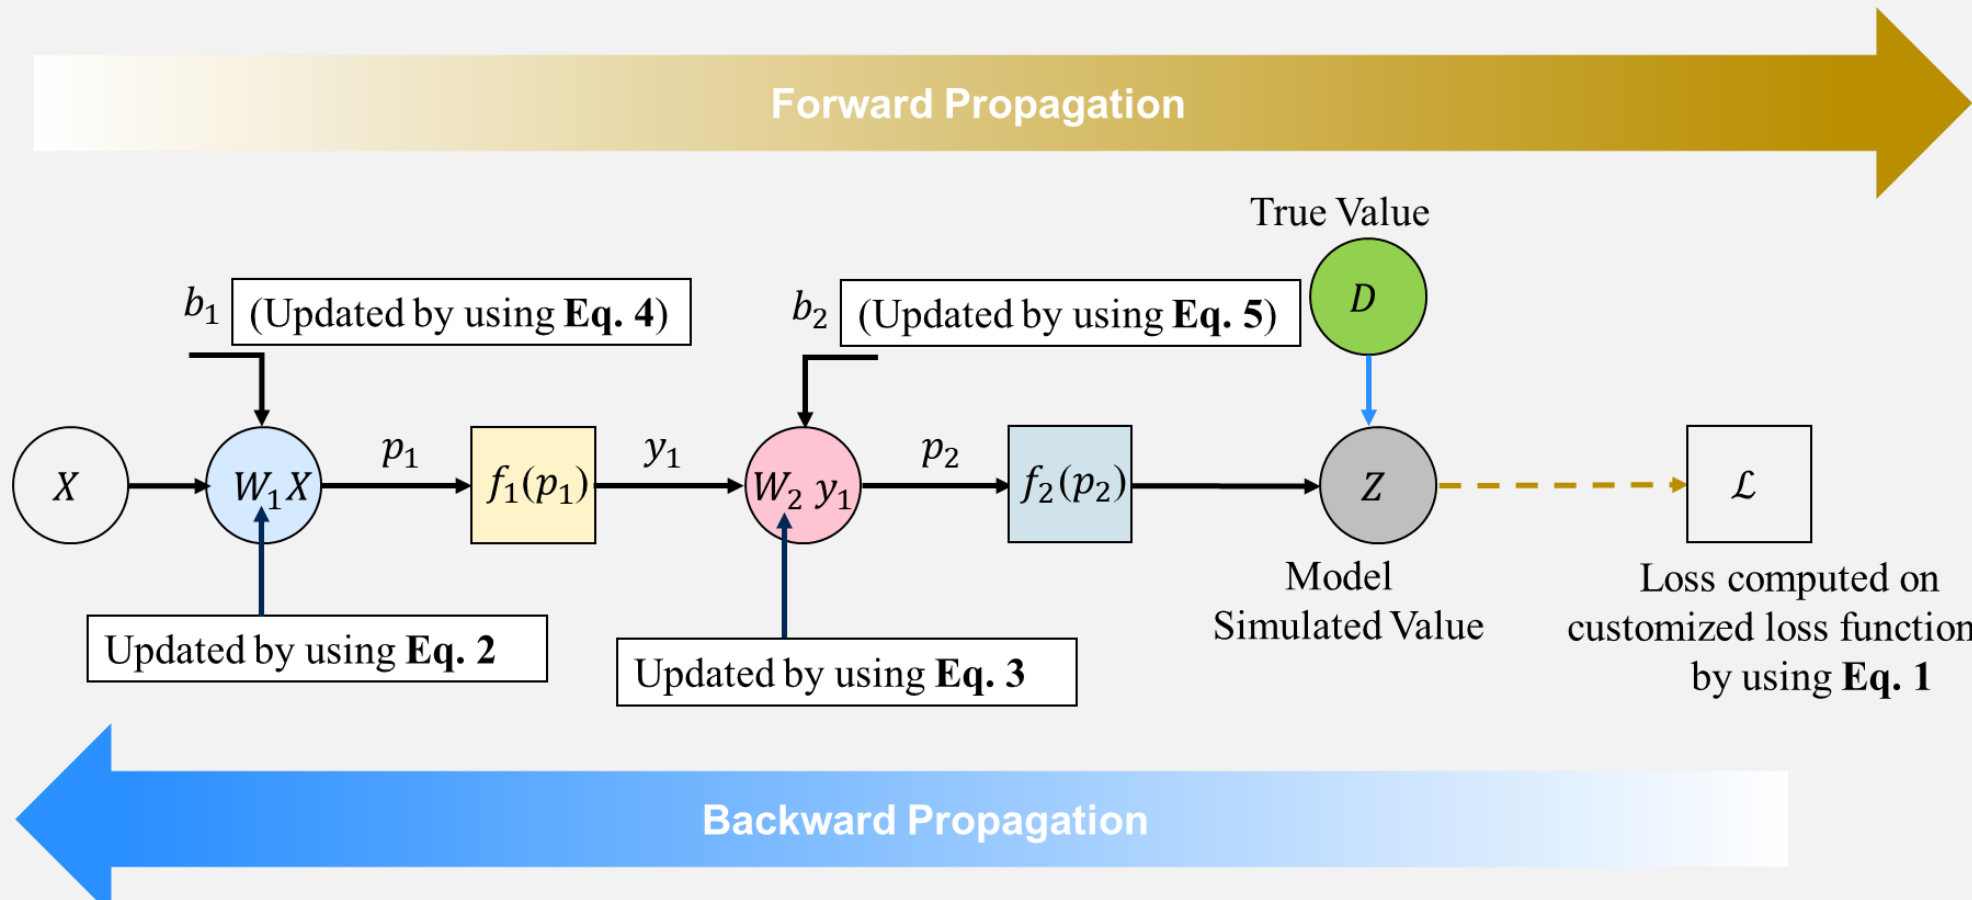 Forward Propagation
True Value
b₁ (Updated by using Eq. 4)
b₂ (Updated by using Eq. 5)
D
X
W₁X
p₁
f₁(p₁)
y₁
W₂ y₁
p₂
f₂(p₂)
Z
ℒ
Model
Simulated Value
Loss computed on
customized loss function
by using Eq. 1
Updated by using Eq. 2
Updated by using Eq. 3
Backward Propagation